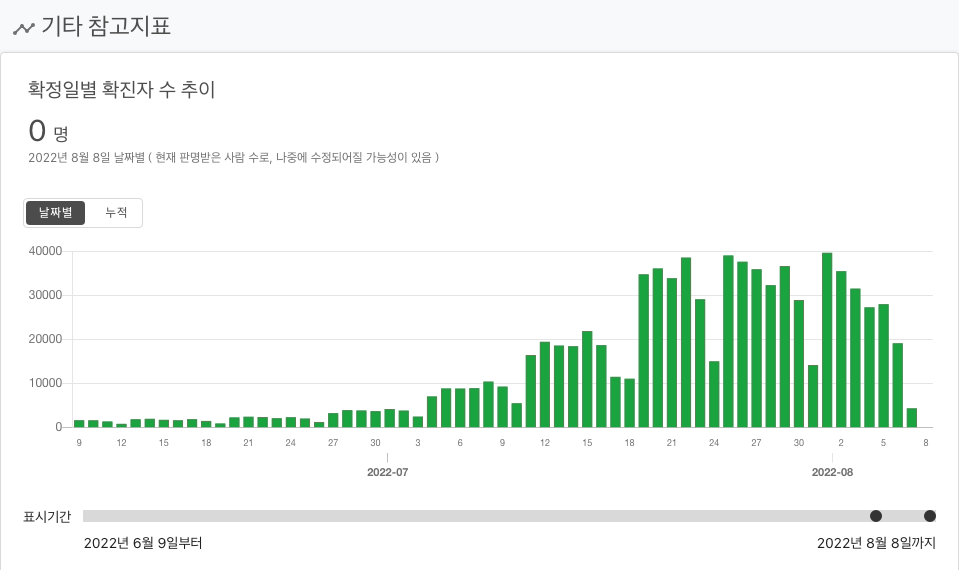 기타 참고지표
확정일별 확진자 수 추이
0 명
2022년 8월 8일 날짜별 ( 현재 판명받은 사람 수로, 나중에 수정되어질 가능성이 있음 )
날짜별 누적
40000
30000
20000
10000
0
9 12 15 18 21 24 27 30 3 6 9 12 15 18 21 24 27 30 2 5 8
2022-07 2022-08
표시기간
2022년 6월 9일부터 2022년 8월 8일까지